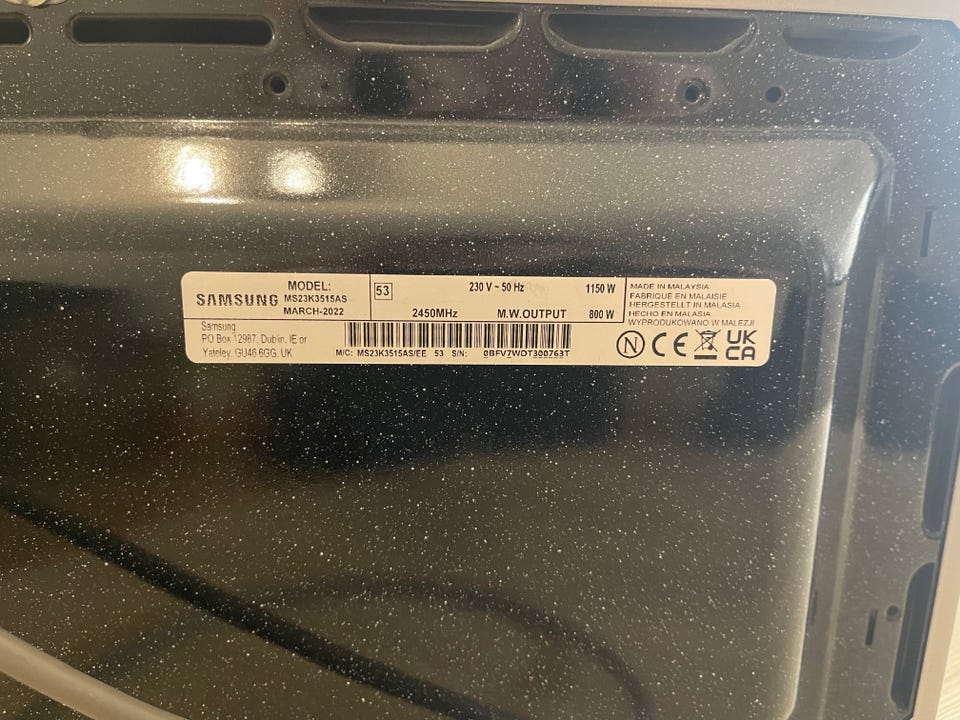 SAMSUNG
MODEL:
MS23K3515AS
MARCH-2022
53
230 V ~ 50 Hz 1150 W
2450MHz M.W.OUTPUT 800 W
Samsung
PO Box 12987, Dublin. IE or
Yateley, GU46 6GG. UK
M/C: MS23K3515AS/EE 53 S/N: 0BFV7WDT300763T
MADE IN MALAYSIA
FABRIQUÉ EN MALAISIE
HERGESTELLT IN MALASIA
HECHO EN MALASIA
WYPRODUKOWANO W MALEZJI
N CE UK
CA